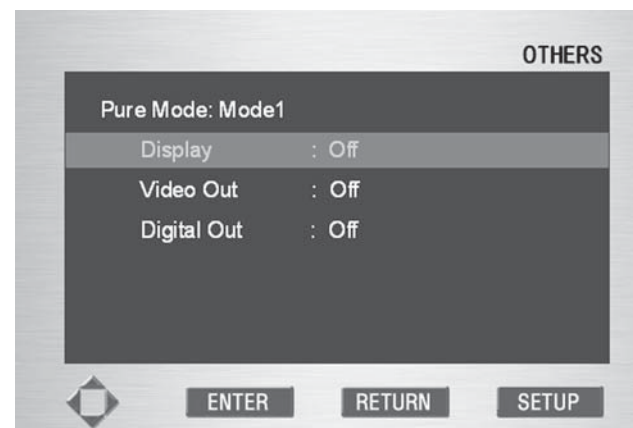 OTHERS
Pure Mode: Mode1
Display : Off
Video Out : Off
Digital Out : Off
ENTER RETURN SETUP